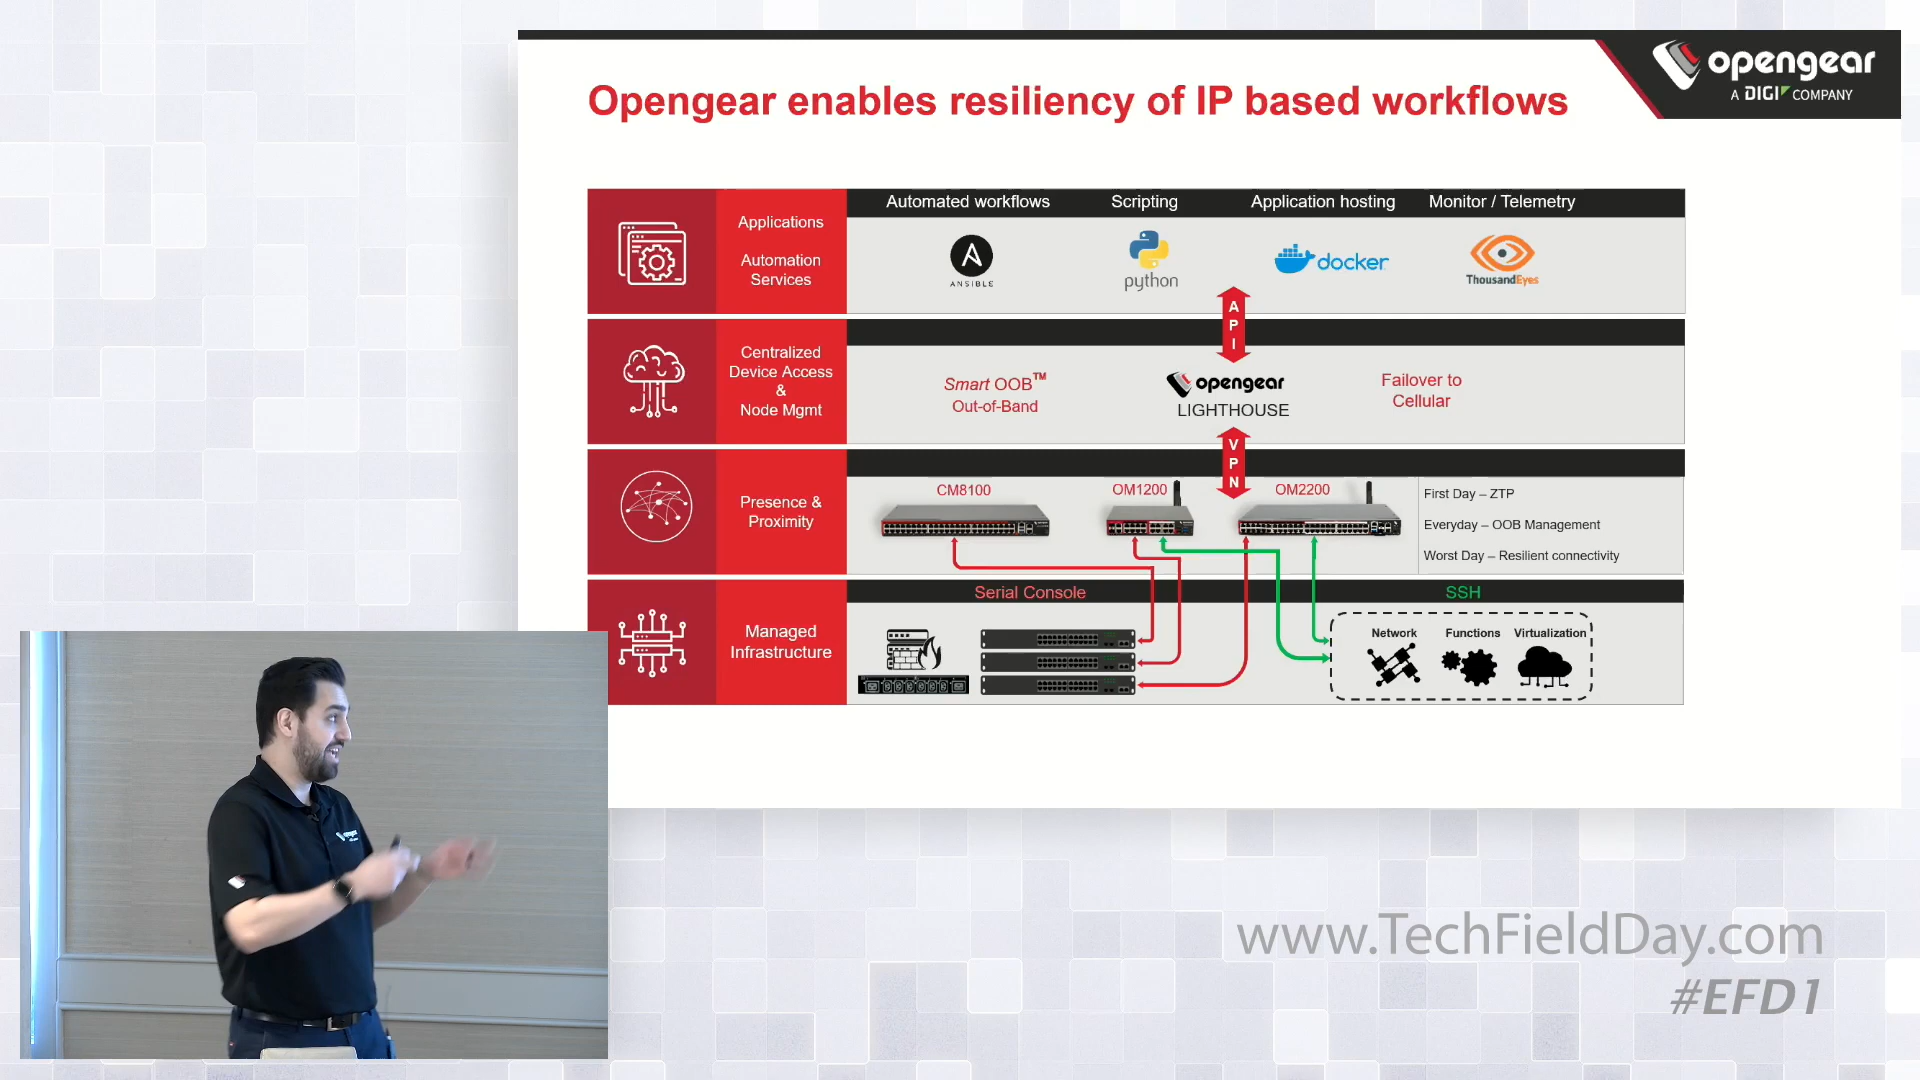 opengear
A DIGI COMPANY
Opengear enables resiliency of IP based workflows
Applications
Automation
Services
Automated workflows
Scripting
Application hosting
Monitor / Telemetry
ANSIBLE
python
docker
ThousandEyes
API
Centralized
Device Access
&
Node Mgmt
Smart OOB™
Out-of-Band
opengear
LIGHTHOUSE
Failover to
Cellular
VPN
Presence &
Proximity
CM8100
OM1200
OM2200
First Day – ZTP
Everyday – OOB Management
Worst Day – Resilient connectivity
Managed
Infrastructure
Serial Console
SSH
Network
Functions
Virtualization
opengear
www.TechFieldDay.com
#EFD1